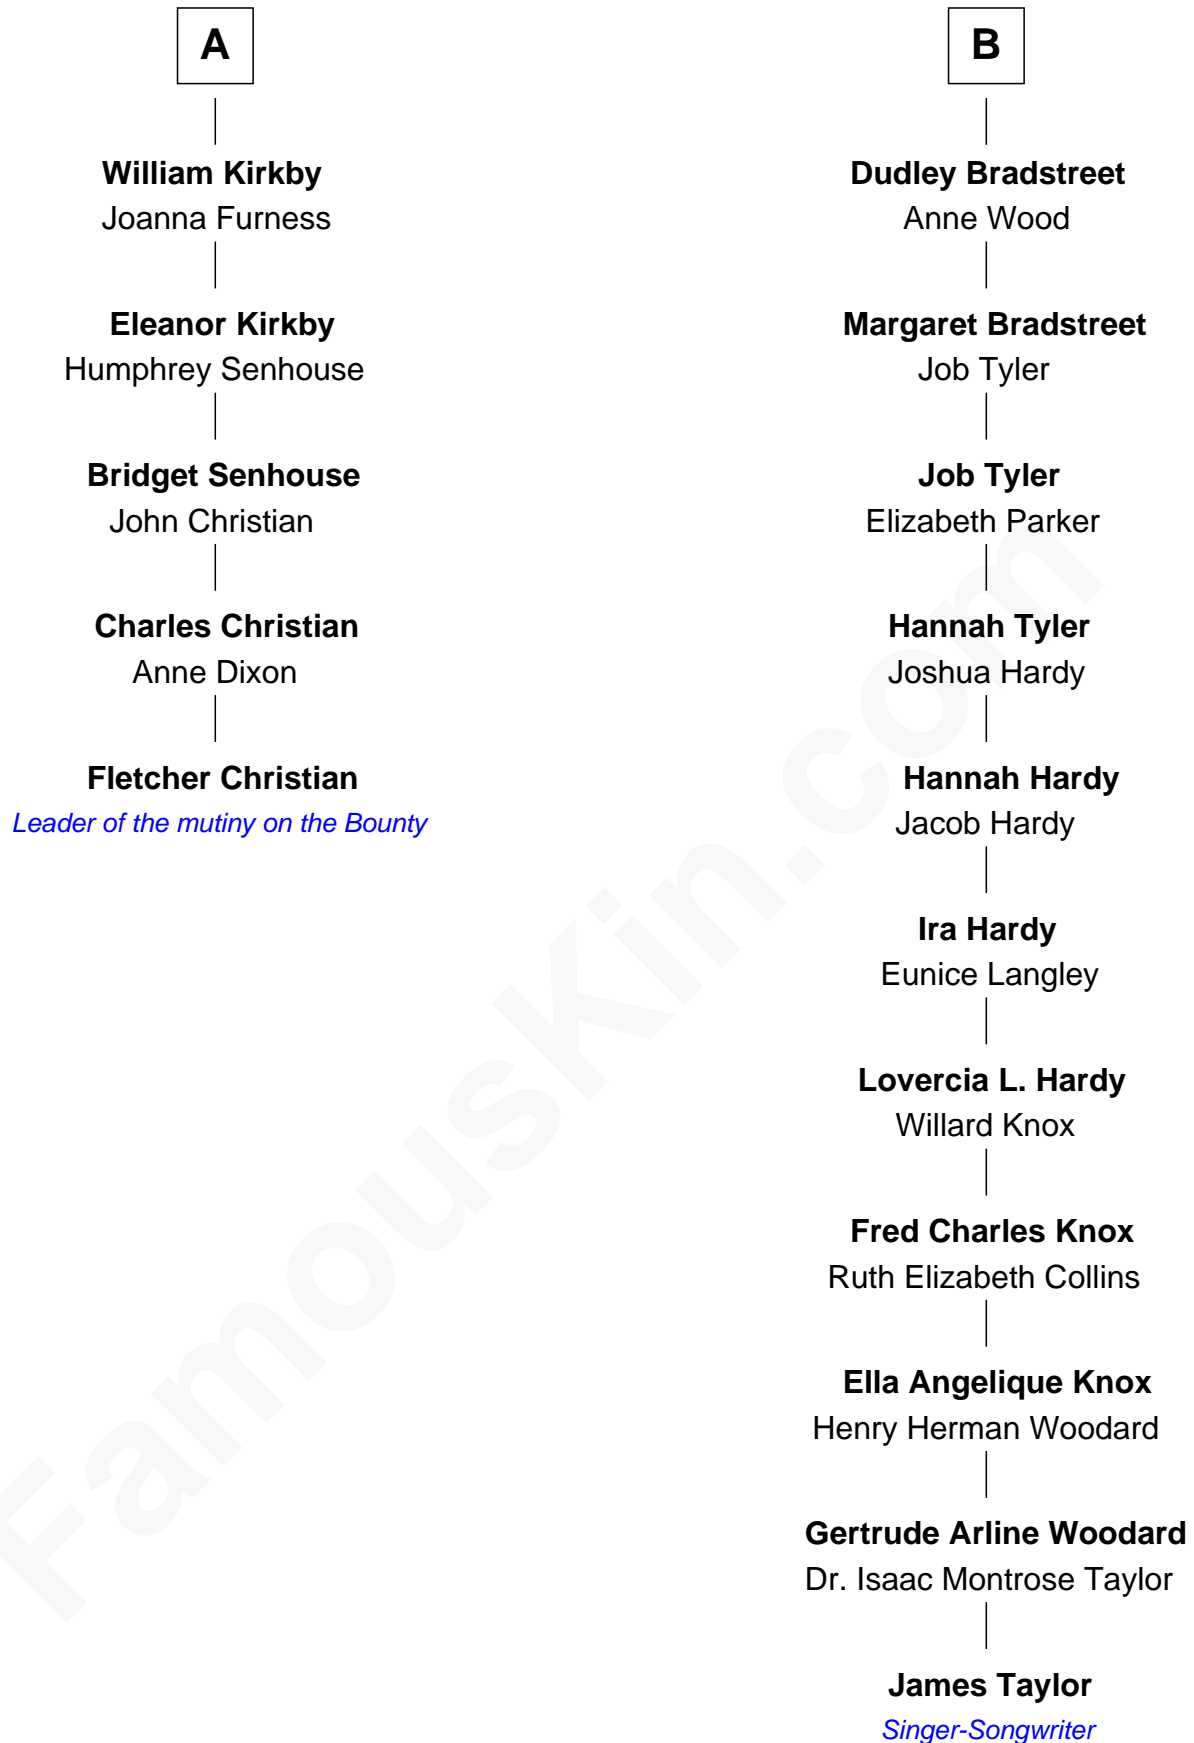 A
William Kirkby
Joanna Furness
Eleanor Kirkby
Humphrey Senhouse
Bridget Senhouse
John Christian
Charles Christian
Anne Dixon
Fletcher Christian
Leader of the mutiny on the Bounty
B
Dudley Bradstreet
Anne Wood
Margaret Bradstreet
Job Tyler
Job Tyler
Elizabeth Parker
Hannah Tyler
Joshua Hardy
Hannah Hardy
Jacob Hardy
Ira Hardy
Eunice Langley
Lovercia L. Hardy
Willard Knox
Fred Charles Knox
Ruth Elizabeth Collins
Ella Angelique Knox
Henry Herman Woodard
Gertrude Arline Woodard
Dr. Isaac Montrose Taylor
James Taylor
Singer-Songwriter
FamousKin.com